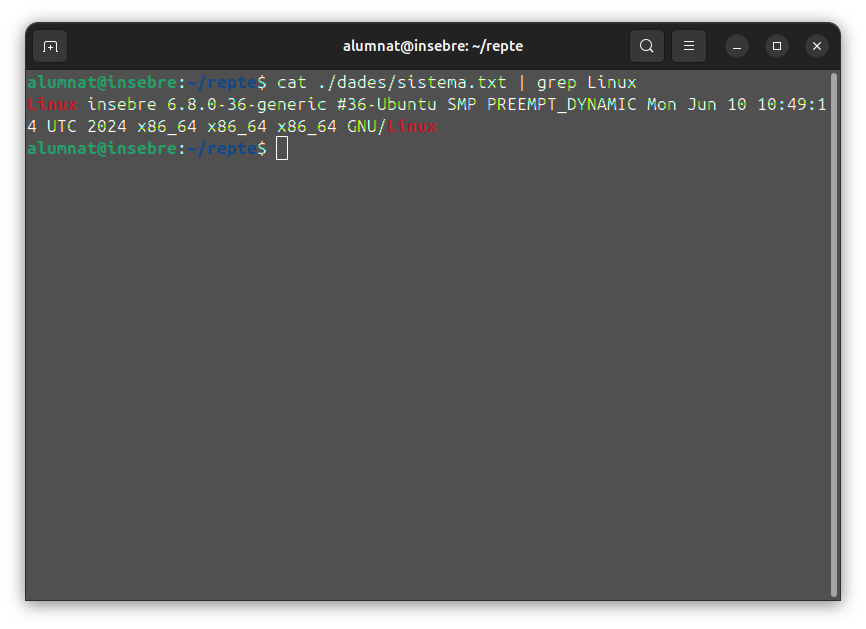 alumnat@insebre: ~/repte
alumnat@insebre:~/repte$ cat ./dades/sistema.txt | grep Linux
Linux insebre 6.8.0-36-generic #36-Ubuntu SMP PREEMPT_DYNAMIC Mon Jun 10 10:49:1
4 UTC 2024 x86_64 x86_64 x86_64 GNU/Linux
alumnat@insebre:~/repte$